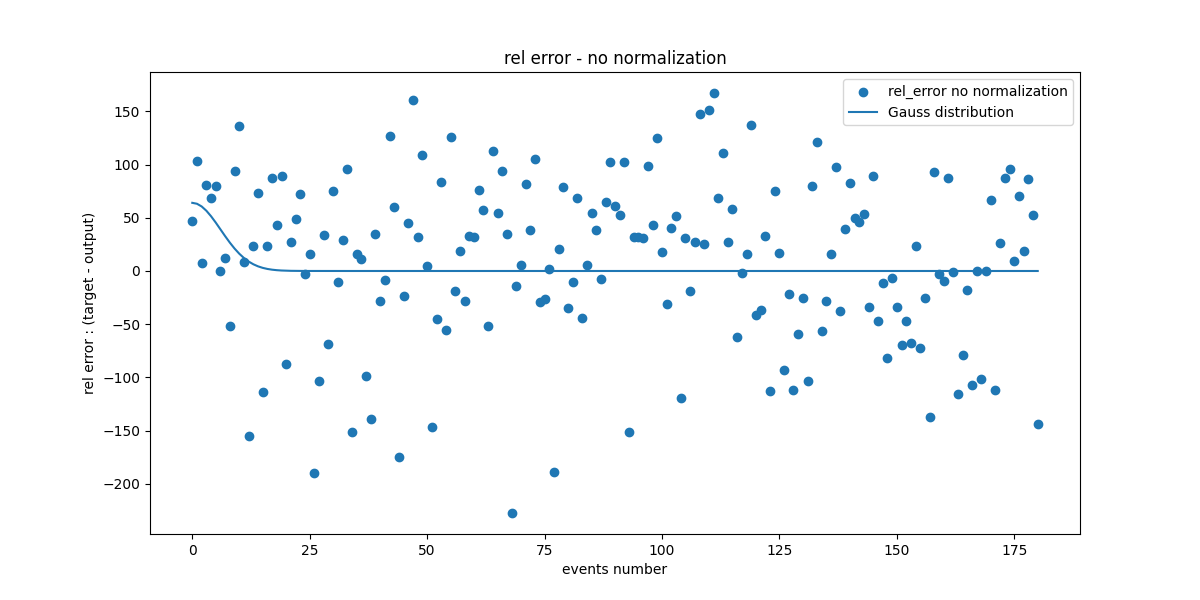 rel error - no normalization
rel_error no normalization
Gauss distribution
rel error : (target - output)
150
100
50
0
−50
−100
−150
−200
0 25 50 75 100 125 150 175
events number